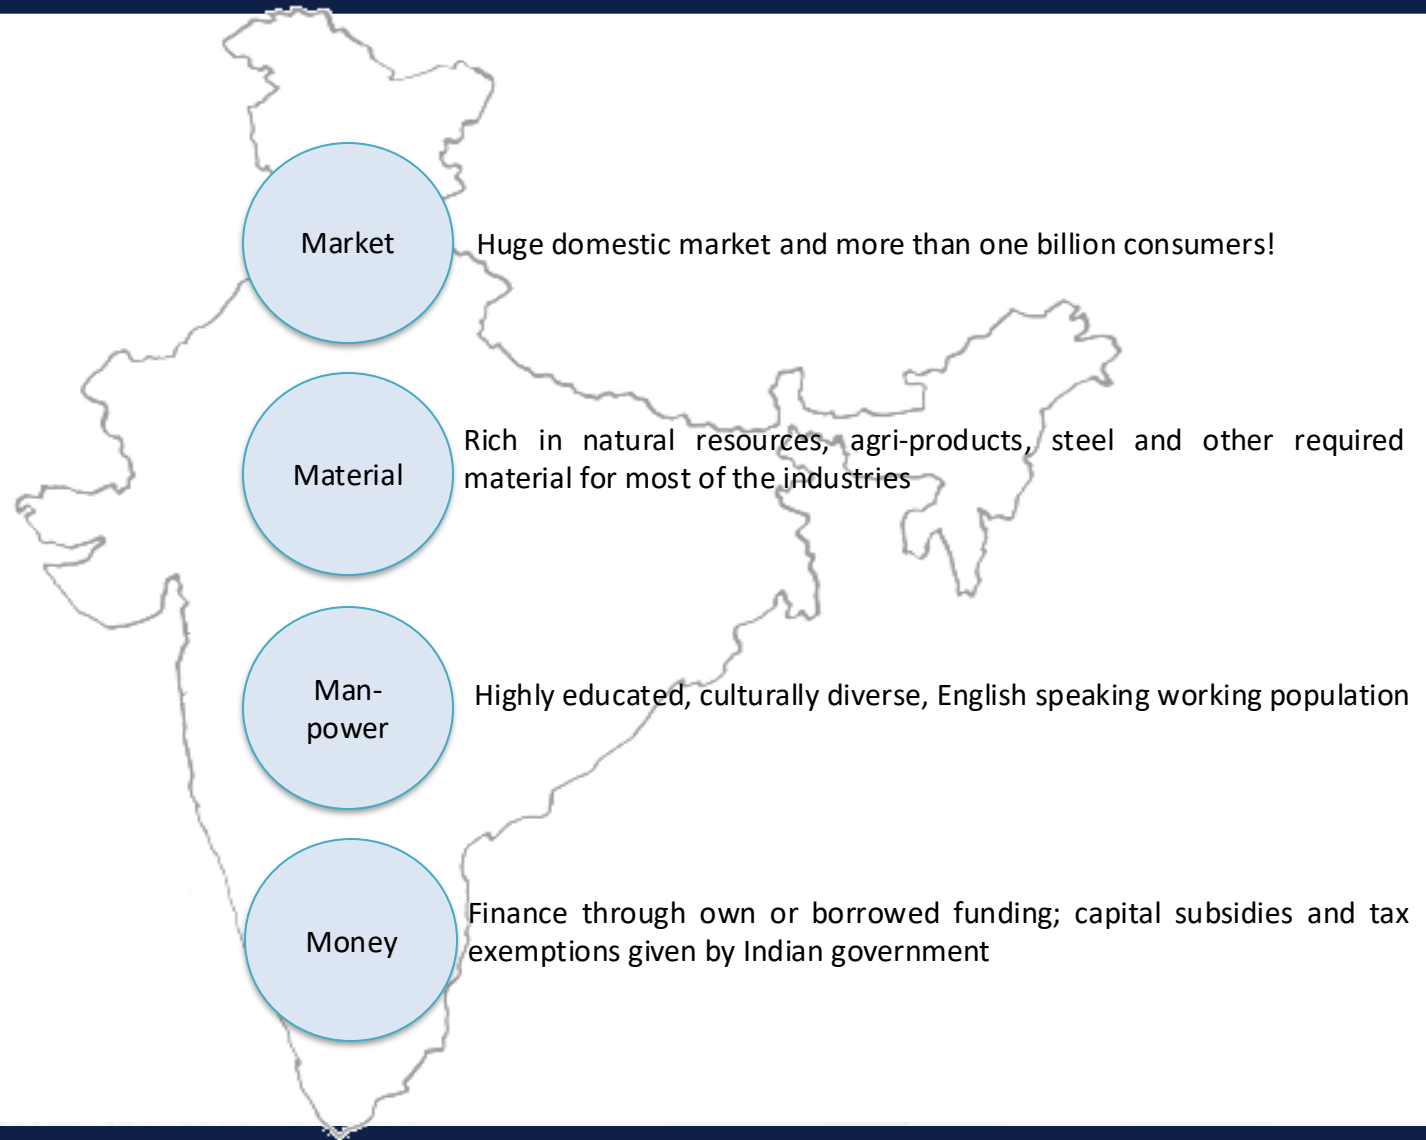 Market
Huge domestic market and more than one billion consumers!
Material
Rich in natural resources, agri-products, steel and other required
material for most of the industries
Man-
power
Highly educated, culturally diverse, English speaking working population
Money
Finance through own or borrowed funding; capital subsidies and tax
exemptions given by Indian government